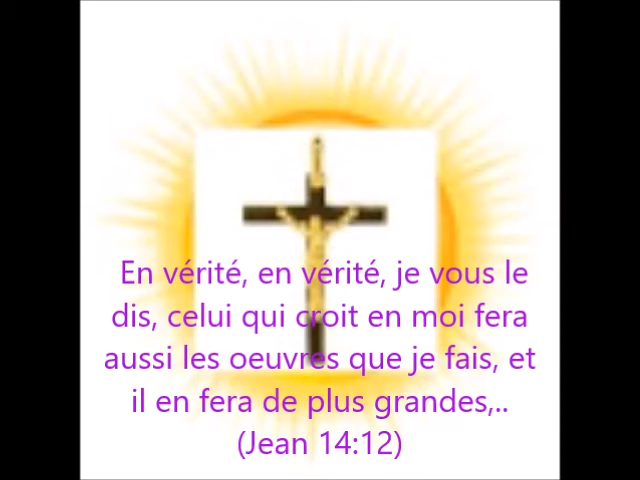 En vérité, en vérité, je vous le
dis, celui qui croit en moi fera
aussi les oeuvres que je fais, et
il en fera de plus grandes,..
(Jean 14:12)